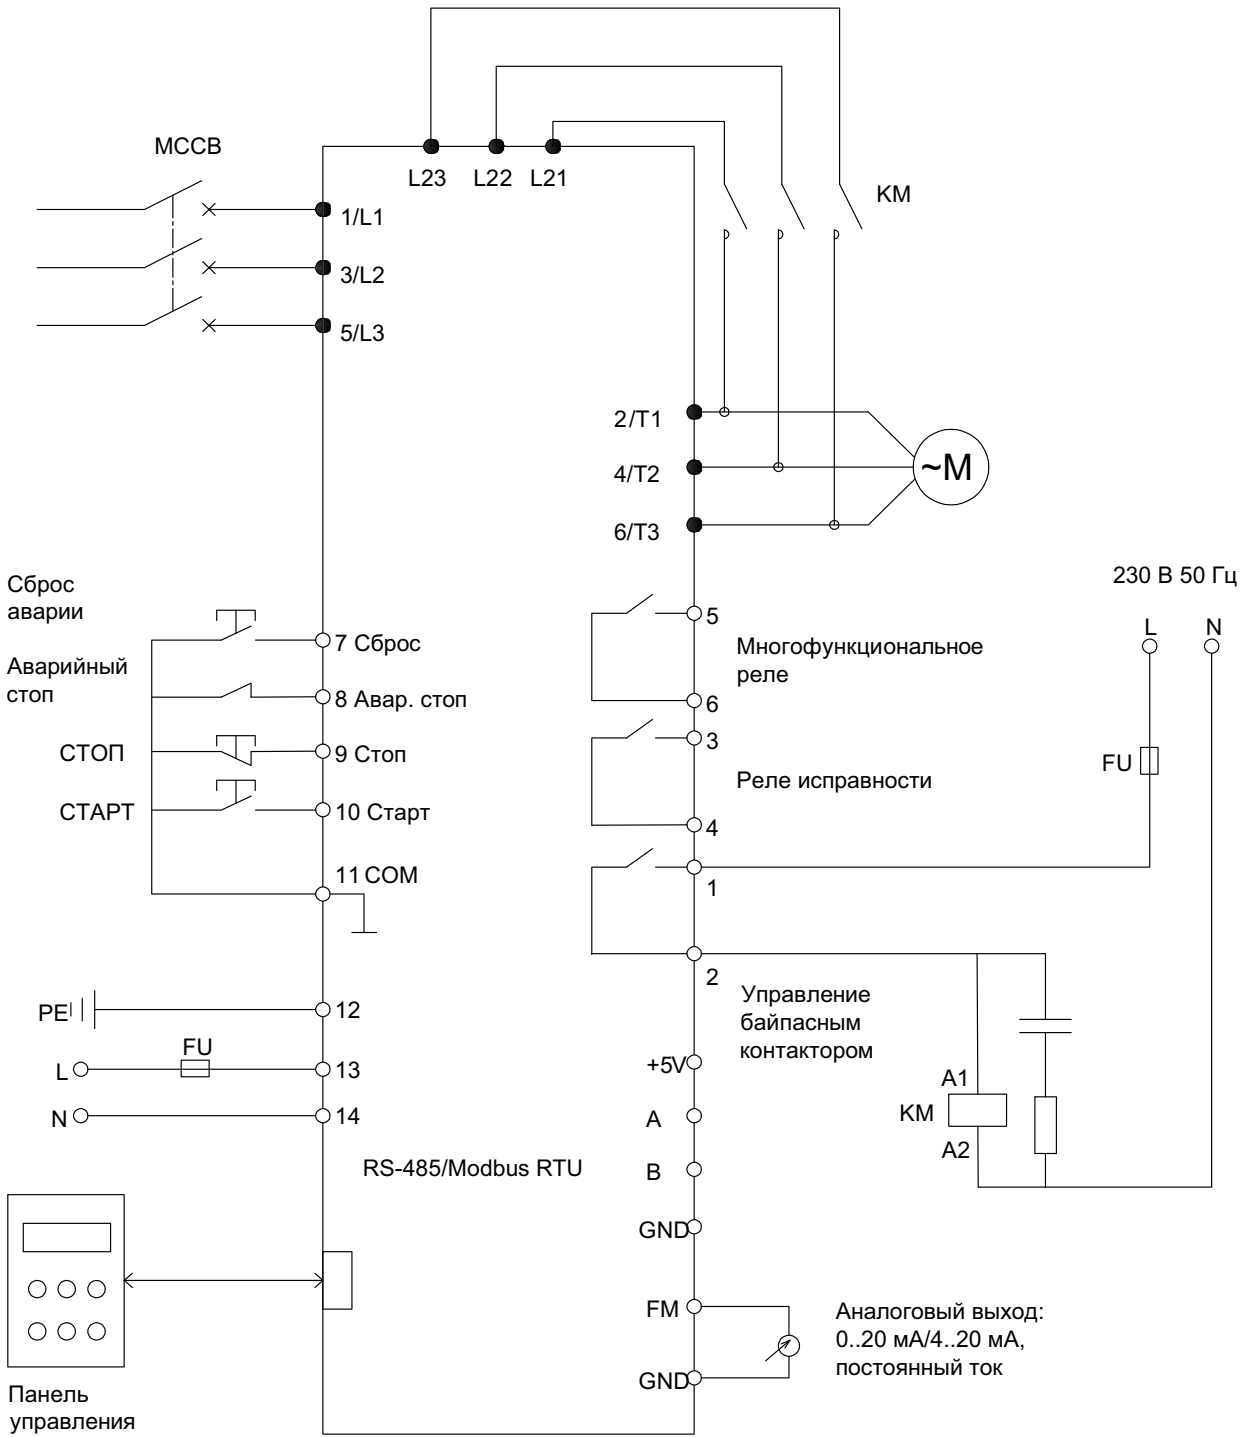 МССВ
L23
L22
L21
КМ
1/L1
3/L2
5/L3
2/T1
4/T2
6/T3
~М
230 В 50 Гц
L
N
FU
Сброс
аварии
7 Сброс
Аварийный
стоп
8 Авар. стоп
СТОП
9 Стоп
СТАРТ
10 Старт
11 COM
5
Многофункциональное
реле
6
3
Реле исправности
4
1
2
Управление
байпасным
контактором
A1
КМ
A2
PE
12
FU
L
13
N
14
+5V
A
RS-485/Modbus RTU
B
GND
FM
Аналоговый выход:
0..20 мА/4..20 мА,
постоянный ток
GND
Панель
управления